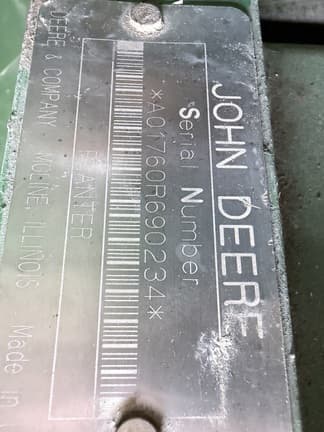 JOHN DEERE
Serial Number
*A01760R690234*
PLANTER
DEERE & COMPANY MOLINE, ILLINOIS Made in